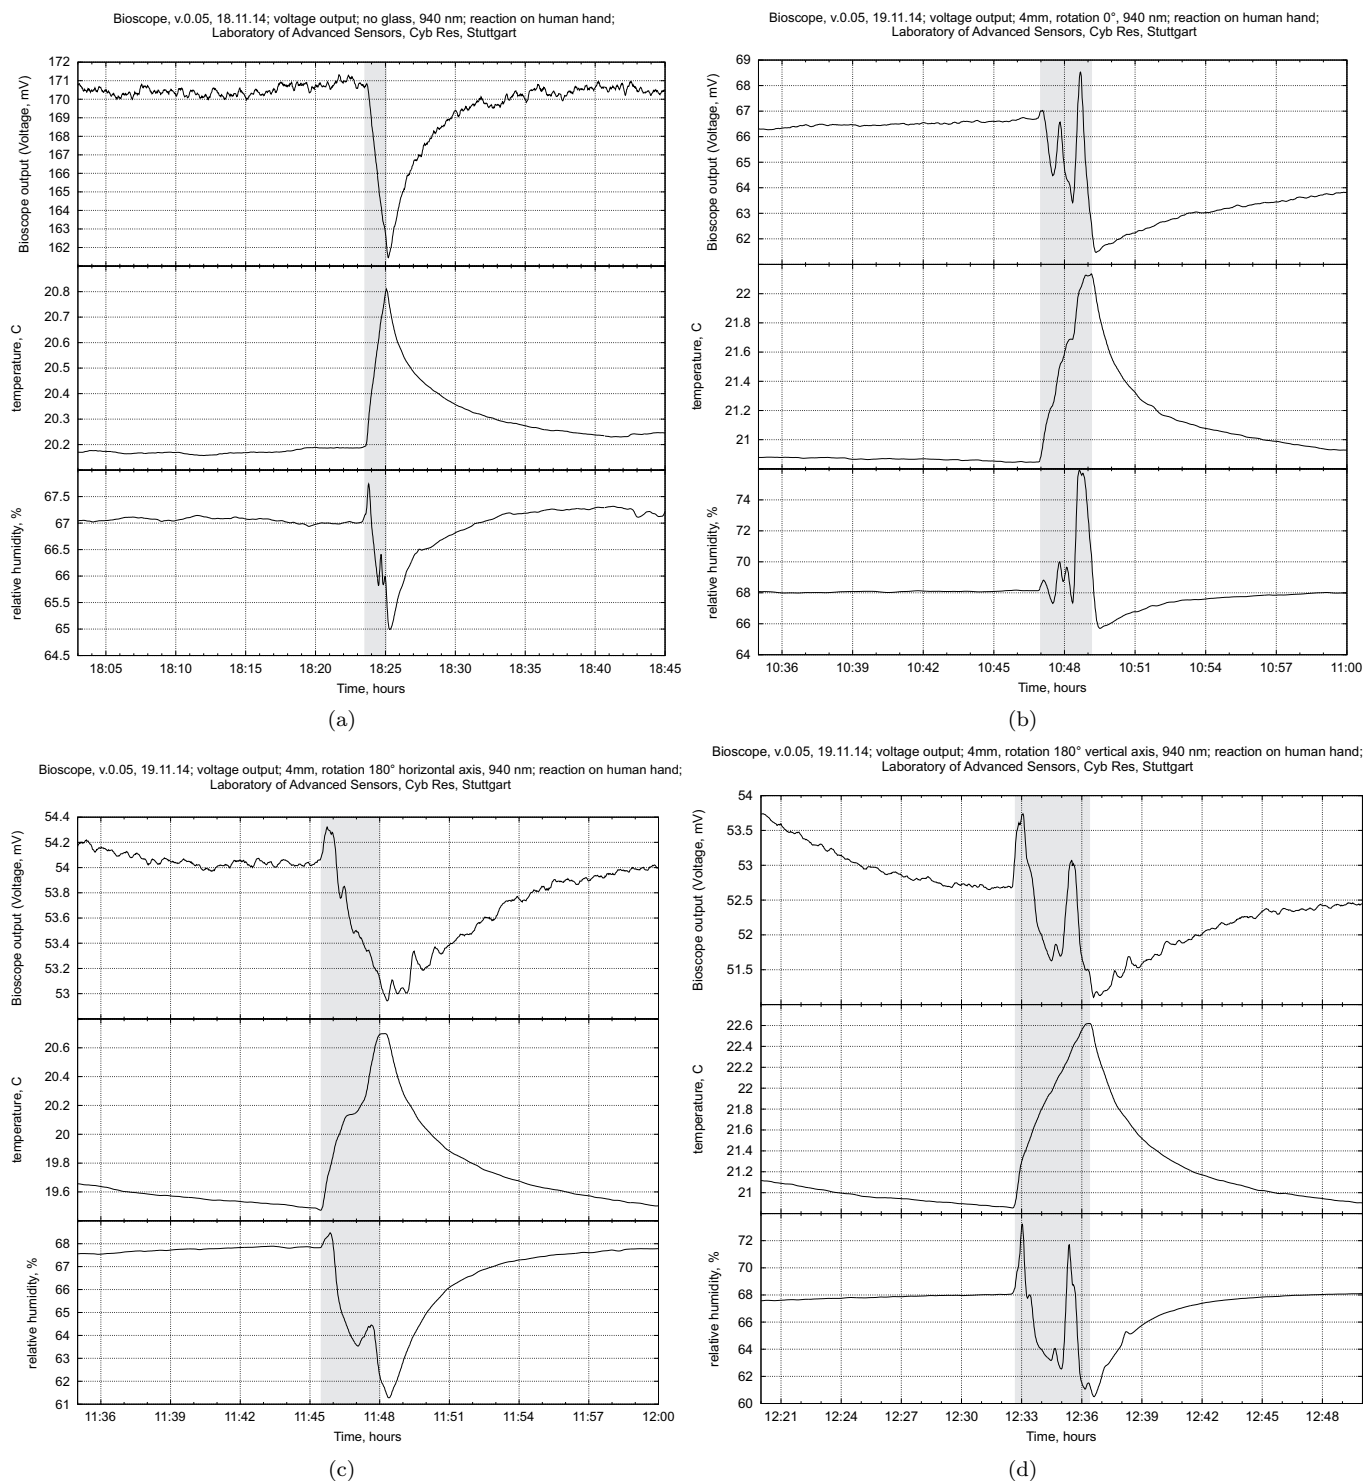 Bioscope, v.0.05, 18.11.14; voltage output; no glass, 940 nm; reaction on human hand;
Laboratory of Advanced Sensors, Cyb Res, Stuttgart
Bioscope output (Voltage, mV)
172
171
170
169
168
167
166
165
164
163
162
temperature, C
20.8
20.7
20.6
20.5
20.4
20.3
20.2
relative humidity, %
67.5
67
66.5
66
65.5
65
64.5
18:05 18:10 18:15 18:20 18:25 18:30 18:35 18:40 18:45
Time, hours
(a)
Bioscope, v.0.05, 19.11.14; voltage output; 4mm, rotation 0°, 940 nm; reaction on human hand;
Laboratory of Advanced Sensors, Cyb Res, Stuttgart
Bioscope output (Voltage, mV)
69
68
67
66
65
64
63
62
temperature, C
22
21.8
21.6
21.4
21.2
21
relative humidity, %
74
72
70
68
66
64
10:36 10:39 10:42 10:45 10:48 10:51 10:54 10:57 11:00
Time, hours
(b)
Bioscope, v.0.05, 19.11.14; voltage output; 4mm, rotation 180° horizontal axis, 940 nm; reaction on human hand;
Laboratory of Advanced Sensors, Cyb Res, Stuttgart
Bioscope output (Voltage, mV)
54.4
54.2
54
53.8
53.6
53.4
53.2
53
temperature, C
20.6
20.4
20.2
20
19.8
19.6
relative humidity, %
68
67
66
65
64
63
62
61
11:36 11:39 11:42 11:45 11:48 11:51 11:54 11:57 12:00
Time, hours
(c)
Bioscope, v.0.05, 19.11.14; voltage output; 4mm, rotation 180° vertical axis, 940 nm; reaction on human hand;
Laboratory of Advanced Sensors, Cyb Res, Stuttgart
Bioscope output (Voltage, mV)
54
53.5
53
52.5
52
51.5
temperature, C
22.6
22.4
22.2
22
21.8
21.6
21.4
21.2
21
relative humidity, %
72
70
68
66
64
62
60
12:21 12:24 12:27 12:30 12:33 12:36 12:39 12:42 12:45 12:48
Time, hours
(d)